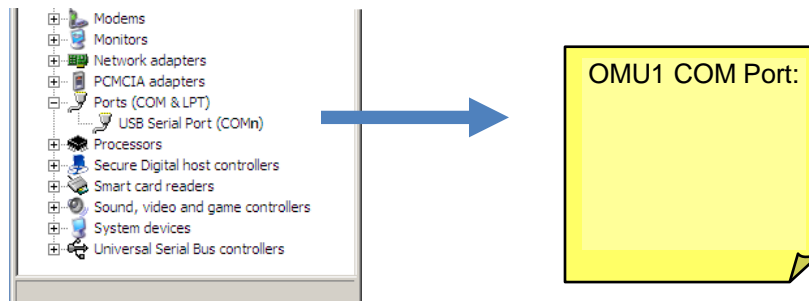 Modems
Monitors
Network adapters
PCMCIA adapters
Ports (COM & LPT)
USB Serial Port (COMn)
Processors
Secure Digital host controllers
Smart card readers
Sound, video and game controllers
System devices
Universal Serial Bus controllers
OMU1 COM Port: